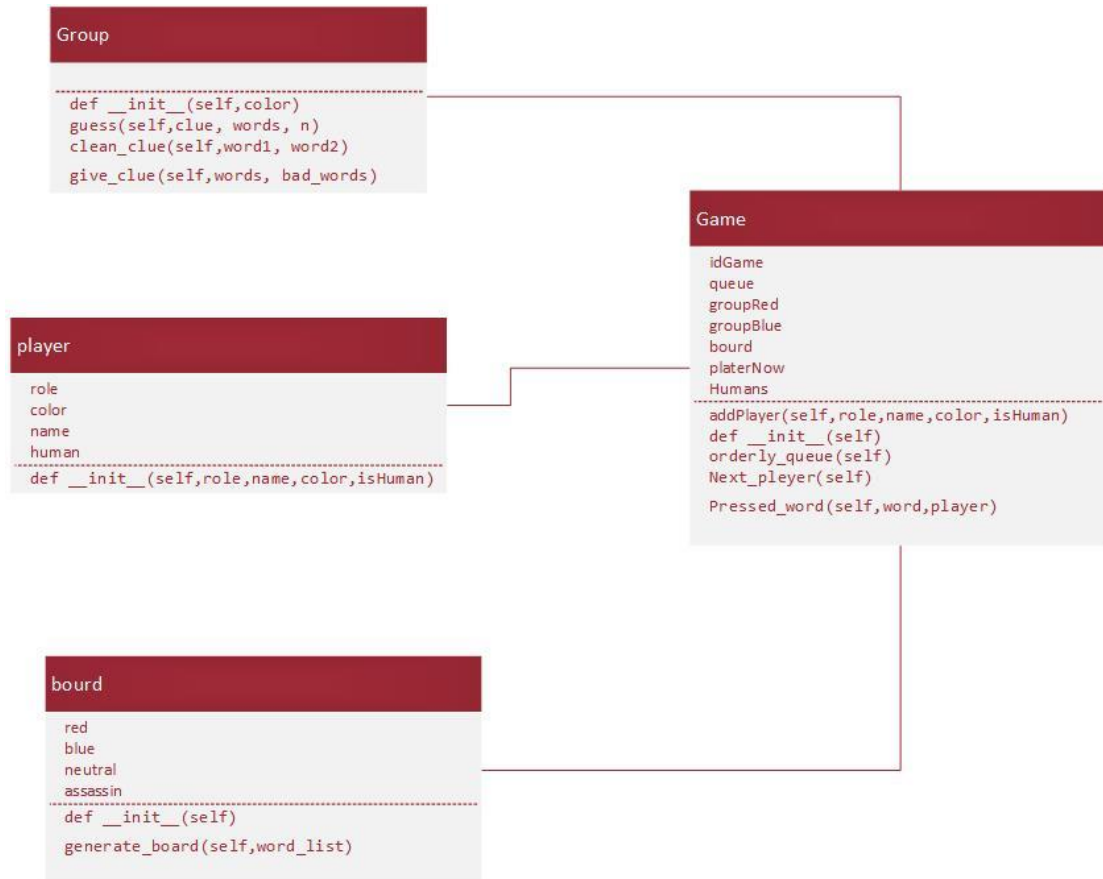 Group
def __init__(self,color)
guess(self,clue, words, n)
clean_clue(self,word1, word2)
give_clue(self,words, bad_words)
player
role
color
name
human
def __init__(self,role,name,color,isHuman)
Game
idGame
queue
groupRed
groupBlue
bourd
platerNow
Humans
addPlayer(self,role,name,color,isHuman)
def __init__(self)
orderly_queue(self)
Next_pleyer(self)
Pressed_word(self,word,player)
bourd
red
blue
neutral
assassin
def __init__(self)
generate_board(self,word_list)